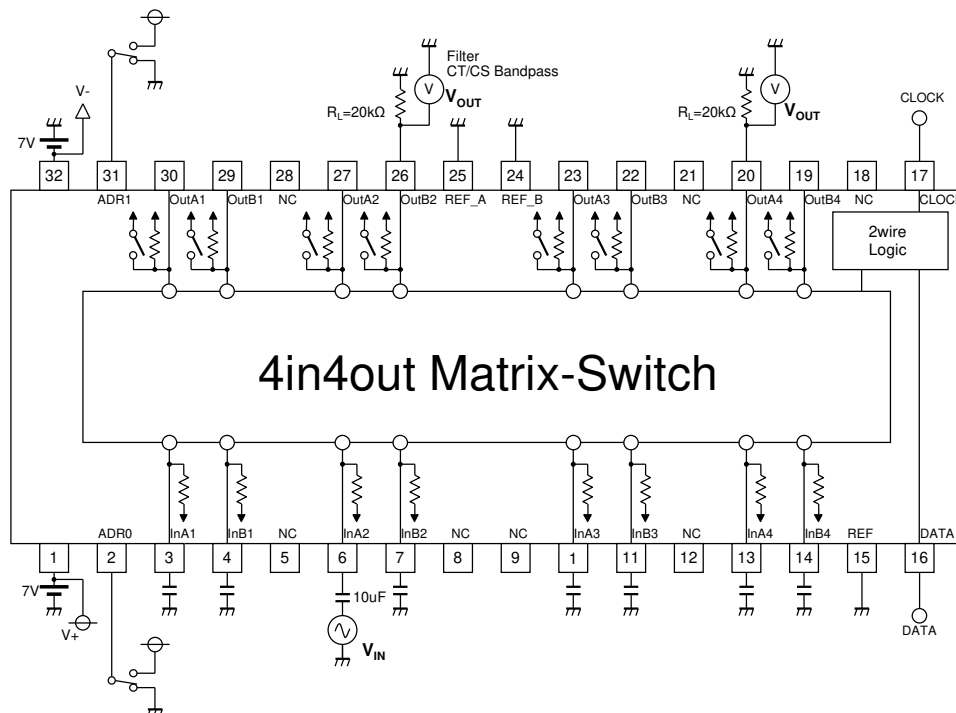 V-
7V
Filter
CT/CS Bandpass
V
VOUT
RL=20kΩ
V
VOUT
RL=20kΩ
CLOCK
32 31 30 29 28 27 26 25 24 23 22 21 20 19 18 17
ADR1 OutA1 OutB1 NC OutA2 OutB2 REF_A REF_B OutA3 OutB3 NC OutA4 OutB4 NC CLOCK
2wire
Logic
4in4out Matrix-Switch
ADR0 InA1 InB1 NC InA2 InB2 NC NC InA3 InB3 NC InA4 InB4 REF DATA
1 2 3 4 5 6 7 8 9 1 11 12 13 14 15 16
7V
V+
10uF
VIN
DATA